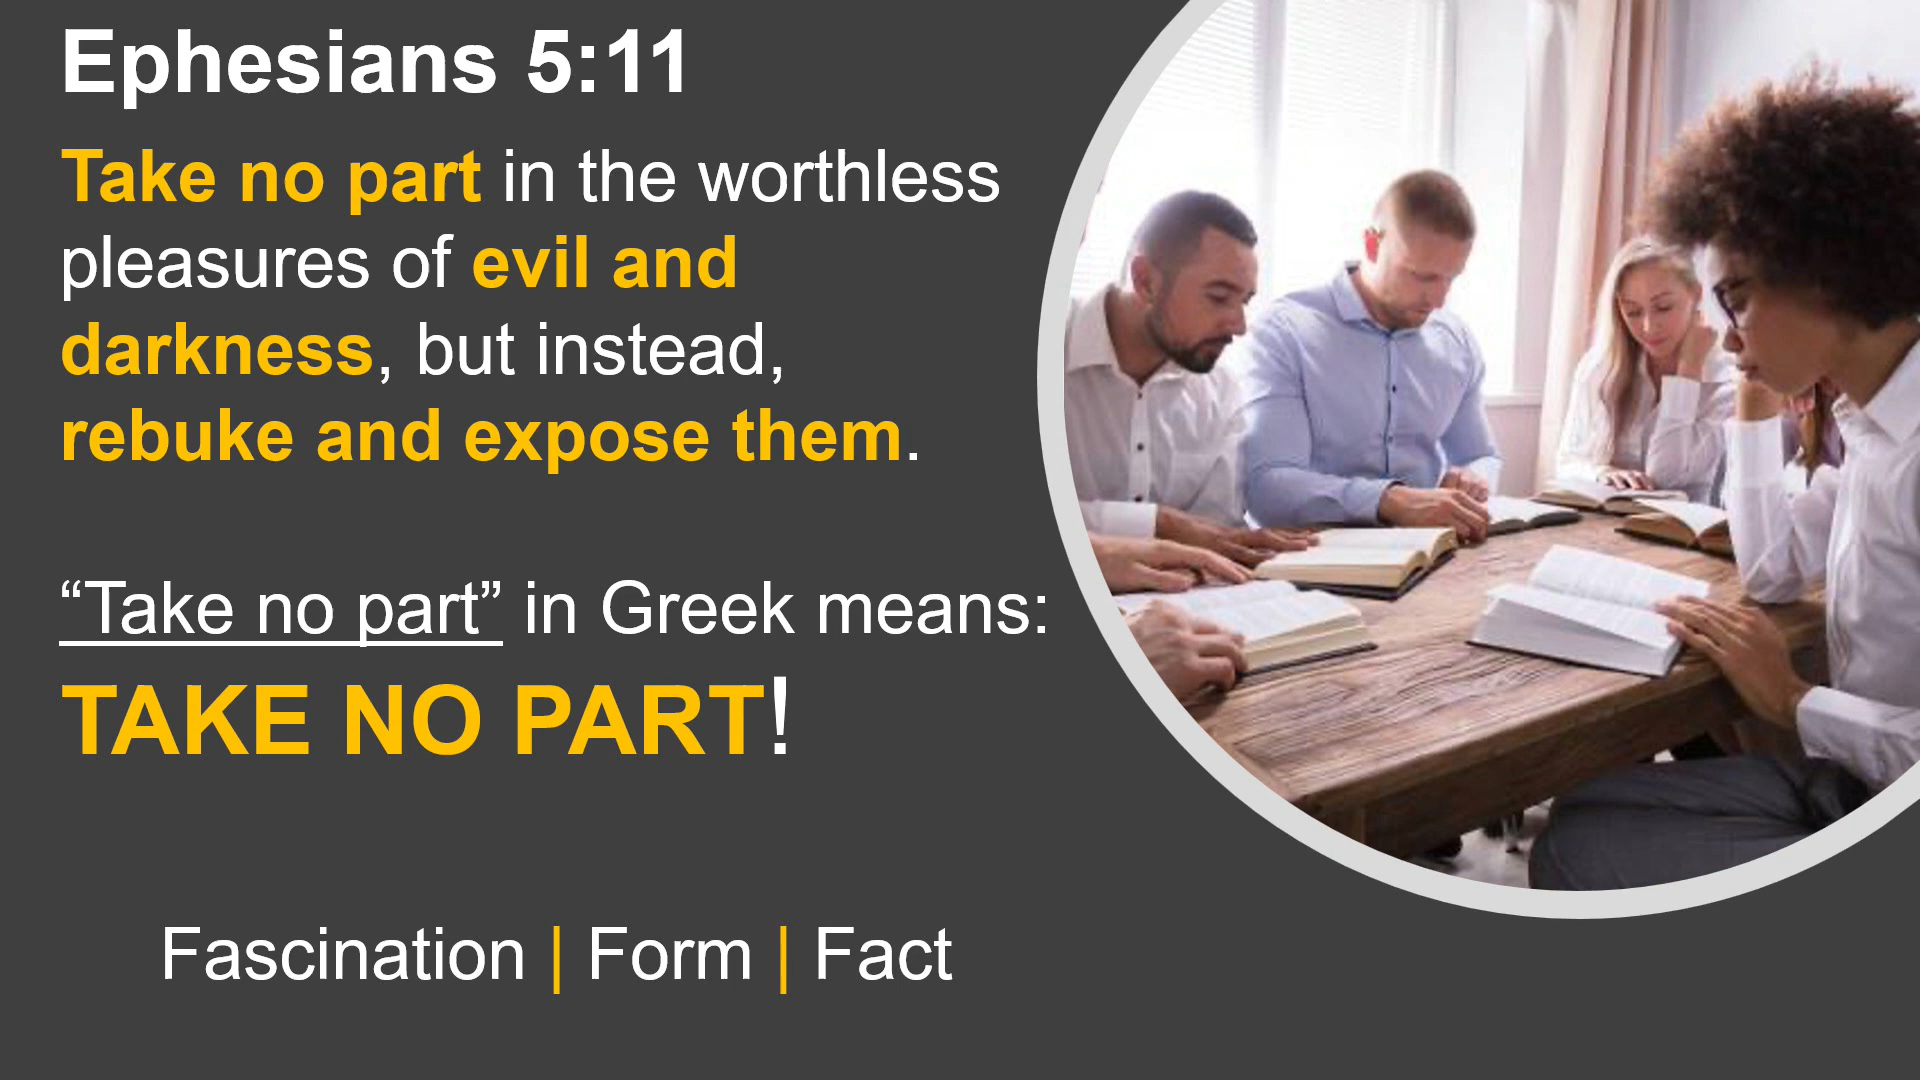 Ephesians 5:11
Take no part in the worthless
pleasures of evil and
darkness, but instead,
rebuke and expose them.
“Take no part” in Greek means:
TAKE NO PART!
Fascination | Form | Fact